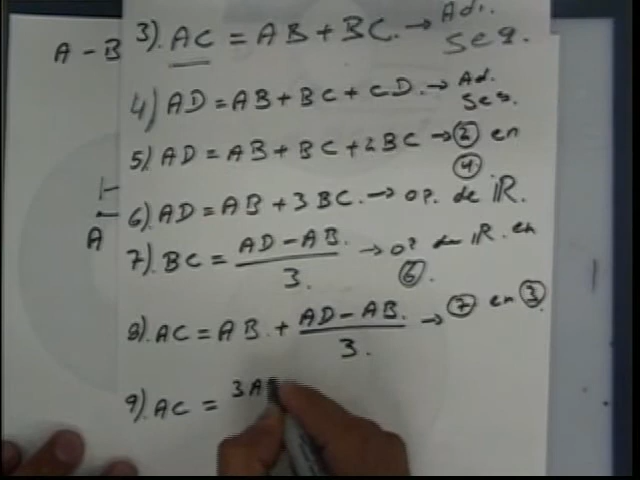 3). AC = AB + BC. → Adi.
Seg.
A - B
4) AD = AB + BC + CD. → Ad.
Seg.
5) AD = AB + BC + 2BC → ② en
④
6) AD = AB + 3BC. → op. de ℝ.
A
7). BC = AD - AB. / 3. → op de ℝ. en
⑥.
8). AC = AB. + AD - AB. / 3. → ⑦ en ③
9). AC = 3A